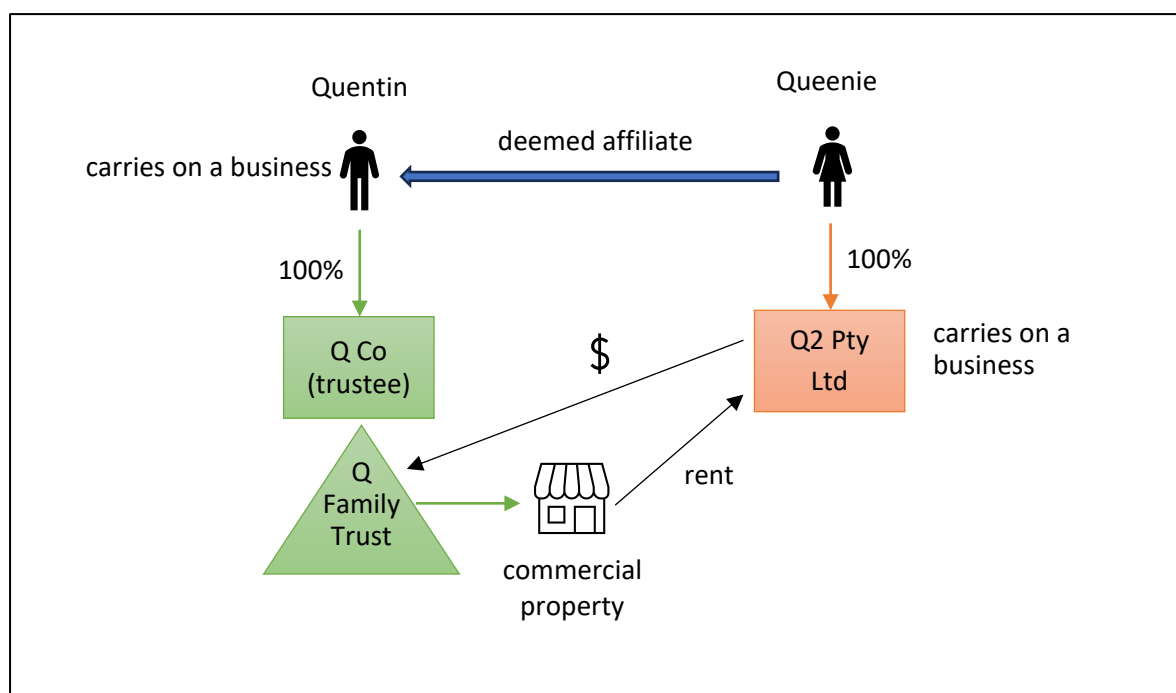 Quentin
Queenie
deemed affiliate
carries on a business
100%
100%
Q Co
(trustee)
$
Q2 Pty
Ltd
carries on a
business
Q
Family
Trust
rent
commercial
property